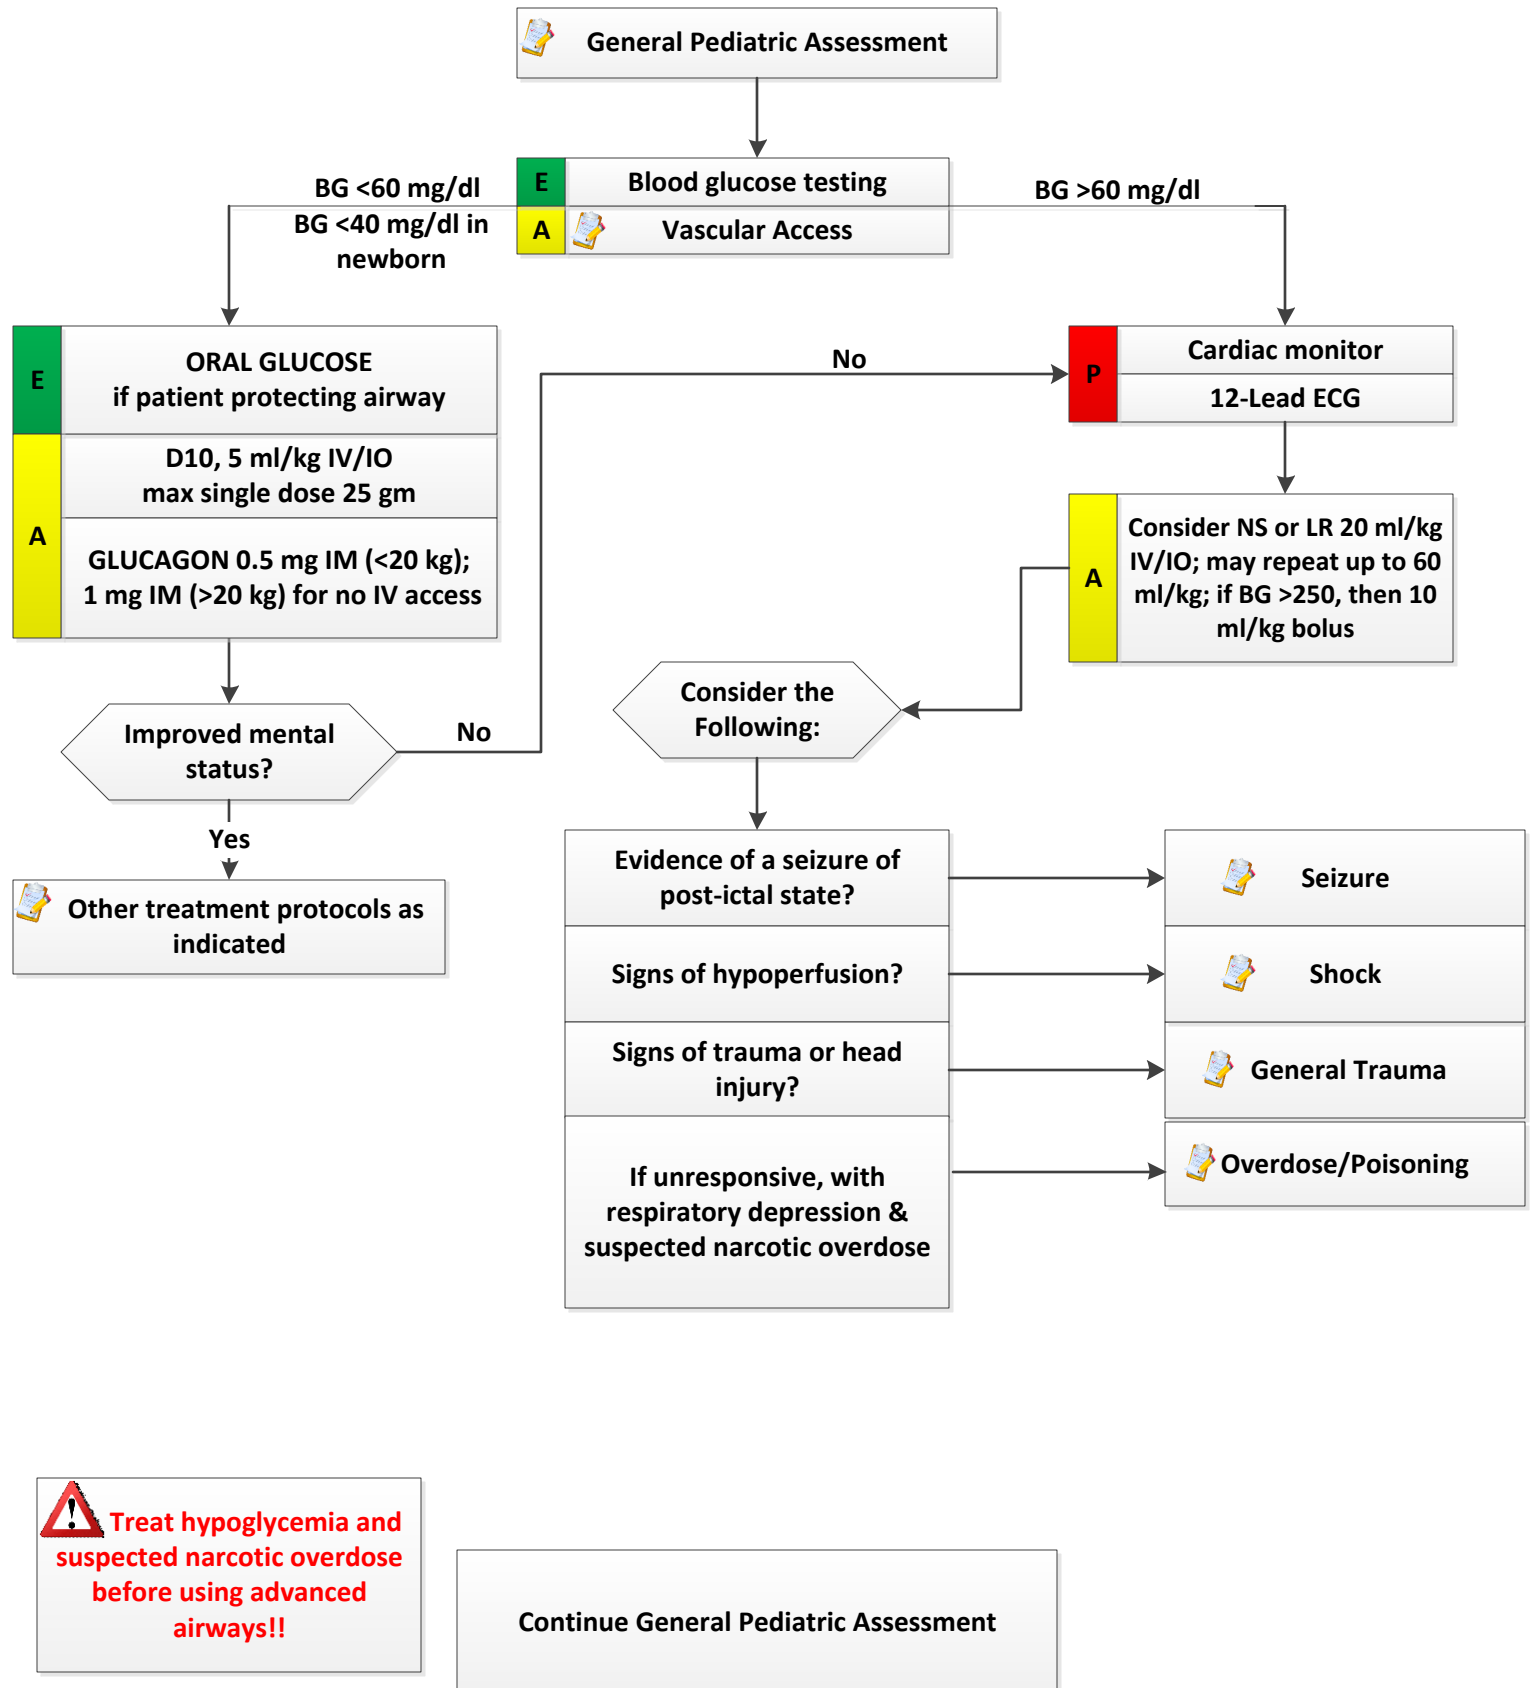 General Pediatric Assessment
BG <60 mg/dl
BG <40 mg/dl in
newborn
E
Blood glucose testing
A
Vascular Access
BG >60 mg/dl
E
ORAL GLUCOSE
if patient protecting airway
A
D10, 5 ml/kg IV/IO
max single dose 25 gm
GLUCAGON 0.5 mg IM (<20 kg);
1 mg IM (>20 kg) for no IV access
No
P
Cardiac monitor
12-Lead ECG
A
Consider NS or LR 20 ml/kg
IV/IO; may repeat up to 60
ml/kg; if BG >250, then 10
ml/kg bolus
Improved mental
status?
No
Yes
Other treatment protocols as
indicated
Consider the
Following:
Evidence of a seizure of
post-ictal state?
Seizure
Signs of hypoperfusion?
Shock
Signs of trauma or head
injury?
General Trauma
If unresponsive, with
respiratory depression &
suspected narcotic overdose
Overdose/Poisoning
Treat hypoglycemia and
suspected narcotic overdose
before using advanced
airways!!
Continue General Pediatric Assessment